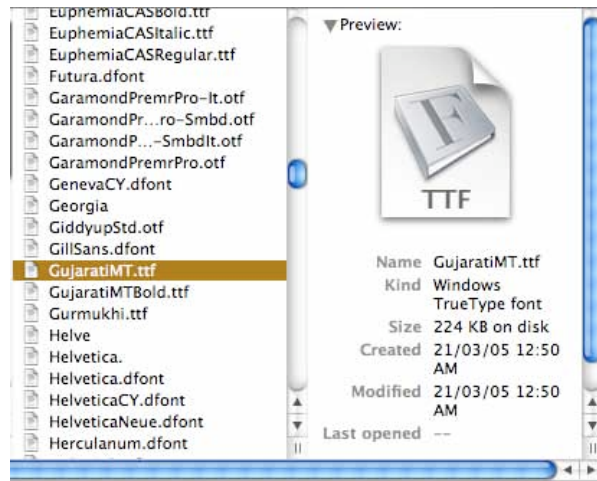 EuphemiaCASBold.ttf
EuphemiaCASItalic.ttf
EuphemiaCASRegular.ttf
Futura.dfont
GaramondPremrPro-It.otf
GaramondPr...ro-Smbd.otf
GaramondP...-SmbdIt.otf
GaramondPremrPro.otf
GenevaCY.dfont
Georgia
GiddyupStd.otf
GillSans.dfont
GujaratiMT.ttf
GujaratiMTBold.ttf
Gurmukhi.ttf
Helve
Helvetica.
Helvetica.dfont
HelveticaCY.dfont
HelveticaNeue.dfont
Herculanum.dfont
Preview:
F
TTF
Name GujaratiMT.ttf
Kind Windows
TrueType font
Size 224 KB on disk
Created 21/03/05 12:50
AM
Modified 21/03/05 12:50
AM
Last opened --